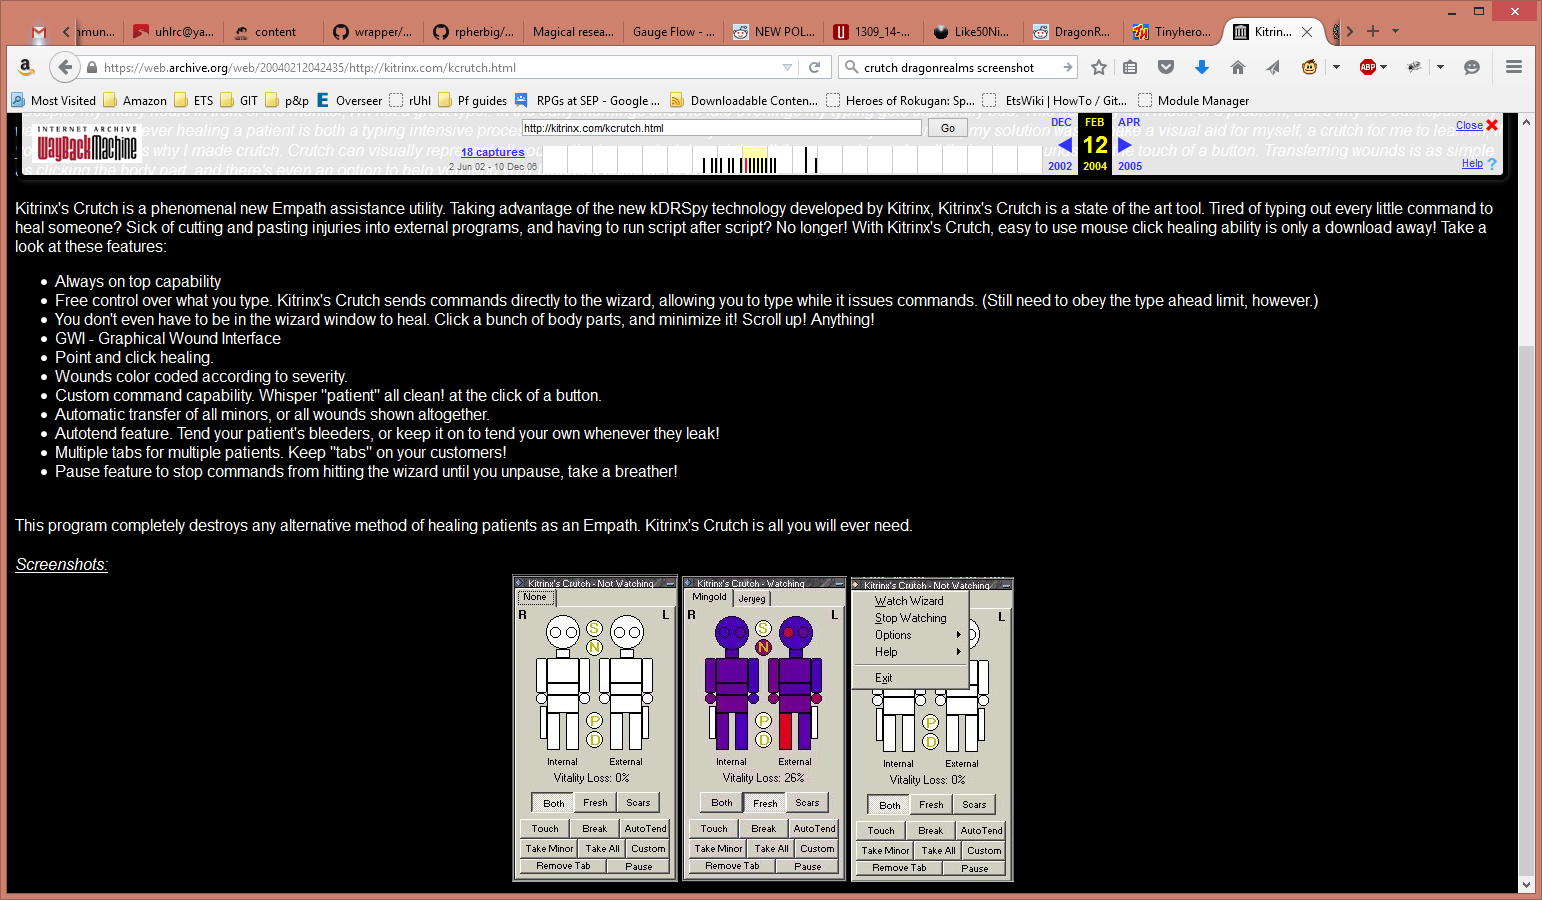 mmun...
uhlrc@ya...
content
wrapper/...
rpherbig/...
Magical resea...
Gauge Flow - ...
NEW POL...
1309_14-...
Like50Ni...
DragonR...
Tinyhero...
Kitrin...
https://web.archive.org/web/20040212042435/http://kitrinx.com/kcrutch.html
crutch dragonrealms screenshot
ABP
Most Visited
Amazon
ETS
GIT
p&p
Overseer
rUhl
Pf guides
RPGs at SEP - Google ...
Downloadable Conten...
Heroes of Rokugan: Sp...
EtsWiki | HowTo / Git...
Module Manager
INTERNET ARCHIVE
WayBackMachine
http://kitrinx.com/kcrutch.html
Go
18 captures
2 Jun 02 - 10 Dec 06
DEC
FEB
APR
12
2002
2004
2005
Close
Help ?
Kitrinx's Crutch is a phenomenal new Empath assistance utility. Taking advantage of the new kDRSpy technology developed by Kitrinx, Kitrinx's Crutch is a state of the art tool. Tired of typing out every little command to
heal someone? Sick of cutting and pasting injuries into external programs, and having to run script after script? No longer! With Kitrinx's Crutch, easy to use mouse click healing ability is only a download away! Take a
look at these features:
Always on top capability
Free control over what you type. Kitrinx's Crutch sends commands directly to the wizard, allowing you to type while it issues commands. (Still need to obey the type ahead limit, however.)
You don't even have to be in the wizard window to heal. Click a bunch of body parts, and minimize it! Scroll up! Anything!
GWI - Graphical Wound Interface
Point and click healing.
Wounds color coded according to severity.
Custom command capability. Whisper "patient" all clean! at the click of a button.
Automatic transfer of all minors, or all wounds shown altogether.
Autotend feature. Tend your patient's bleeders, or keep it on to tend your own whenever they leak!
Multiple tabs for multiple patients. Keep "tabs" on your customers!
Pause feature to stop commands from hitting the wizard until you unpause, take a breather!
This program completely destroys any alternative method of healing patients as an Empath. Kitrinx's Crutch is all you will ever need.
Screenshots:
Kitrinx's Crutch - Not Watching
None
R
L
S
N
P
D
Internal
External
Vitality Loss: 0%
Both
Fresh
Scars
Touch
Break
AutoTend
Take Minor
Take All
Custom
Remove Tab
Pause
Kitrinx's Crutch - Watching
Mingold
Jeryeg
R
L
S
N
P
D
Internal
External
Vitality Loss: 26%
Both
Fresh
Scars
Touch
Break
AutoTend
Take Minor
Take All
Custom
Remove Tab
Pause
Kitrinx's Crutch - Not Watching
Watch Wizard
Stop Watching
Options
Help
Exit
L
P
D
Internal
External
Vitality Loss: 0%
Both
Fresh
Scars
Touch
Break
AutoTend
Take Minor
Take All
Custom
Remove Tab
Pause